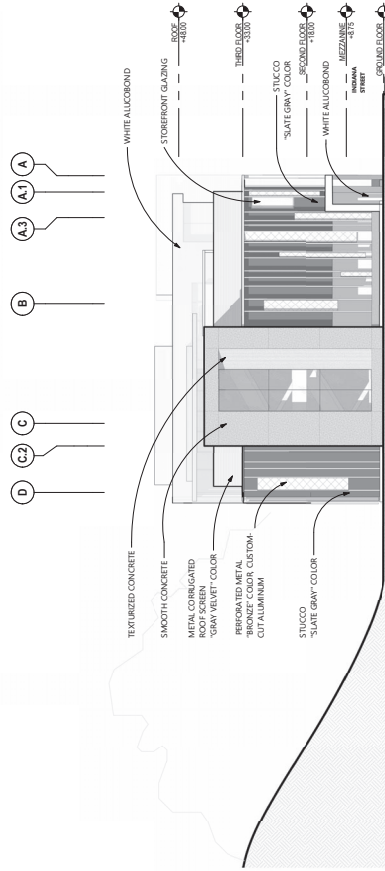 D
C.2
C
B
A.3
A.1
A
TEXTURIZED CONCRETE
SMOOTH CONCRETE
METAL CORRUGATED
ROOF SCREEN
"GRAY VELVET" COLOR
PERFORATED METAL
"BRONZE" COLOR, CUSTOM-
CUT ALUMINUM
STUCCO
"SLATE GRAY" COLOR
WHITE ALUCOBOND
STOREFRONT GLAZING
STUCCO
"SLATE GRAY" COLOR
WHITE ALUCOBOND
ROOF
+48.00
THIRD FLOOR
+33.00
SECOND FLOOR
+18.00
MEZZANINE
+8.75
INDIANA
STREET
GROUND FLOOR